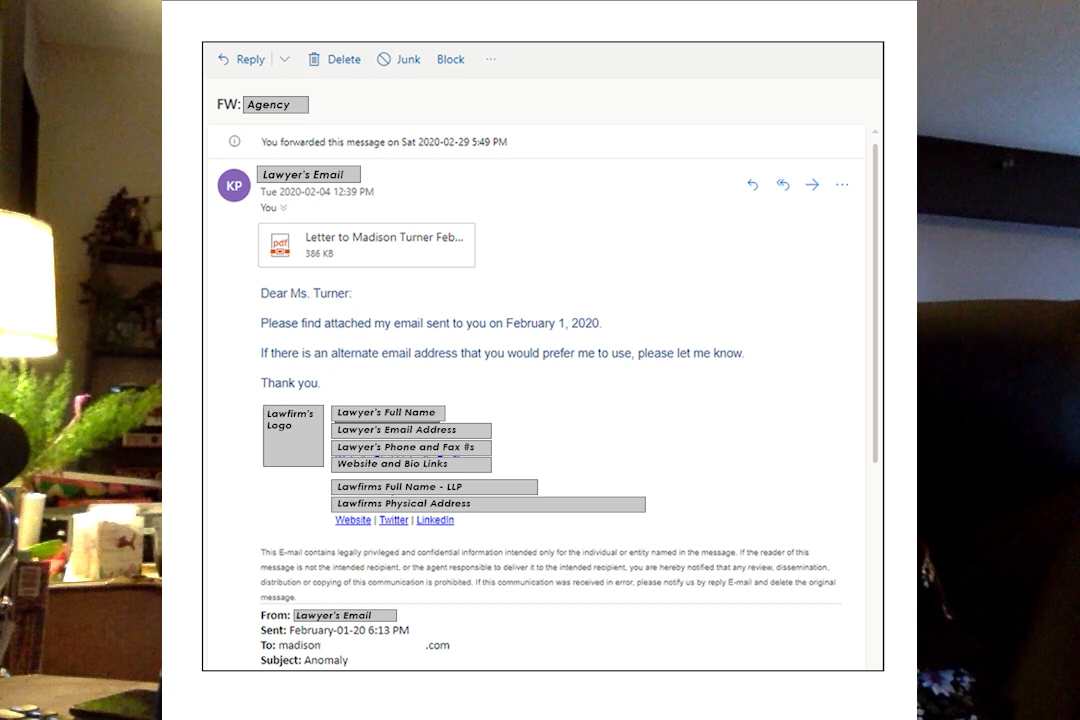 Reply
Delete
Junk
Block
FW: Agency
You forwarded this message on Sat 2020-02-29 5:49 PM
KP
Lawyer's Email
Tue 2020-02-04 12:39 PM
You
pdf
Letter to Madison Turner Feb...
386 KB
Dear Ms. Turner:
Please find attached my email sent to you on February 1, 2020.
If there is an alternate email address that you would prefer me to use, please let me know.
Thank you.
Lawfirm's
Logo
Lawyer's Full Name
Lawyer's Email Address
Lawyer's Phone and Fax #s
Website and Bio Links
Lawfirms Full Name - LLP
Lawfirms Physical Address
Website | Twitter | LinkedIn
This E-mail contains legally privileged and confidential information intended only for the individual or entity named in the message. If the reader of this
message is not the intended recipient, or the agent responsible to deliver it to the intended recipient, you are hereby notified that any review, dissemination,
distribution or copying of this communication is prohibited. If this communication was received in error, please notify us by reply E-mail and delete the original
message.
From: Lawyer's Email
Sent: February-01-20 6:13 PM
To: madison .com
Subject: Anomaly